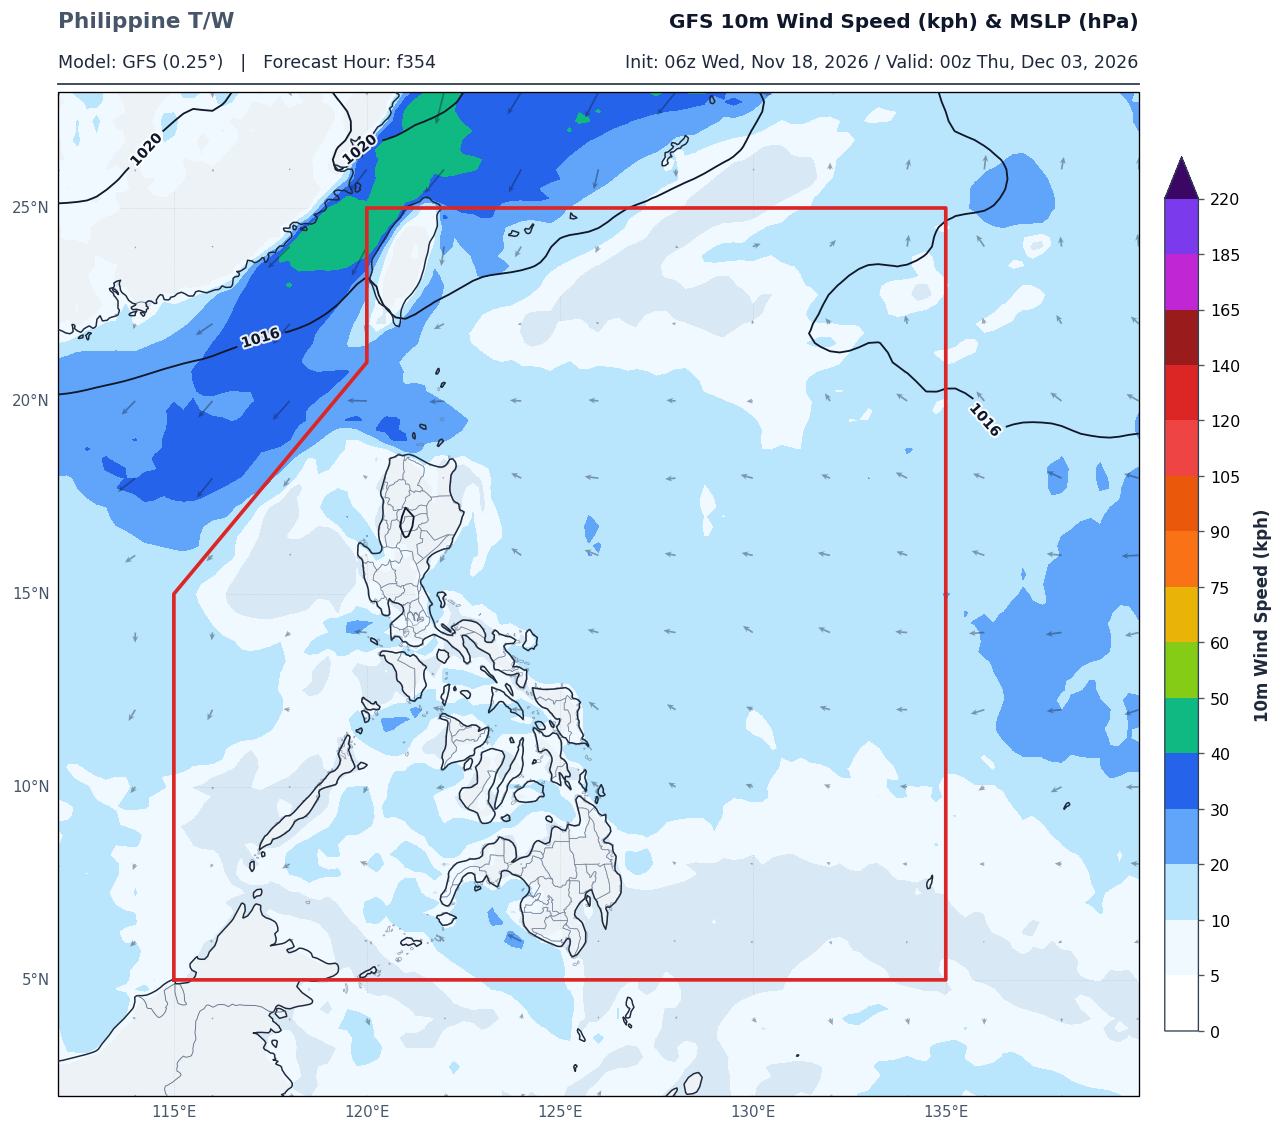 Philippine T/W
GFS 10m Wind Speed (kph) & MSLP (hPa)
Model: GFS (0.25°) | Forecast Hour: f354
Init: 06z Wed, Nov 18, 2026 / Valid: 00z Thu, Dec 03, 2026
1020
1020
1016
1016
25°N
20°N
15°N
10°N
5°N
115°E
120°E
125°E
130°E
135°E
220
185
165
140
120
105
90
75
60
50
40
30
20
10
5
0
10m Wind Speed (kph)